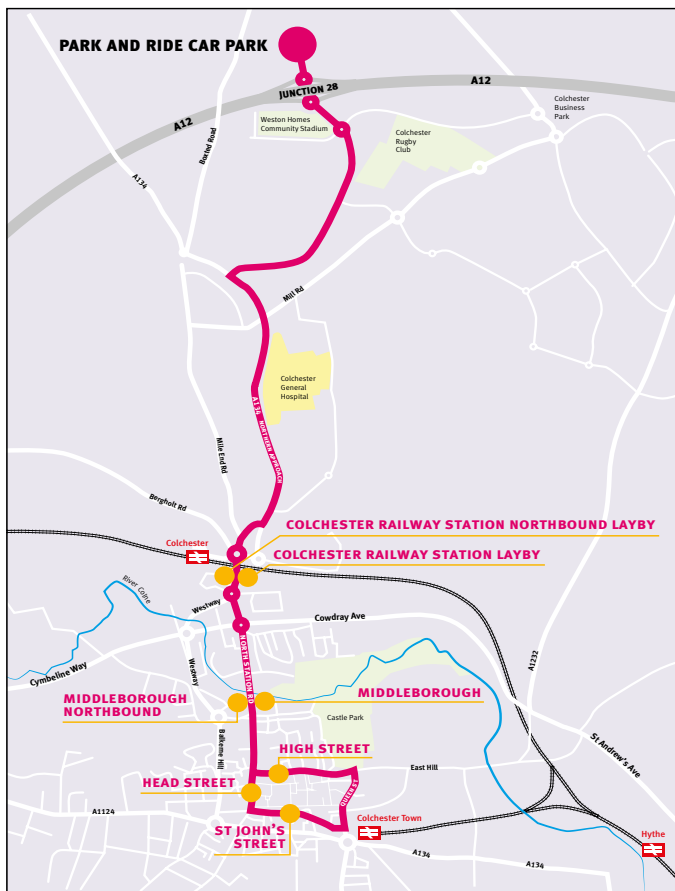 PARK AND RIDE CAR PARK
JUNCTION 28
A12
A12
Colchester
Business
Park
Weston Homes
Community Stadium
Colchester
Rugby
Club
Boxted Road
A134
Mill Rd
Colchester
General
Hospital
A134 NORTHERN APPROACH
Mile End Rd
Bergholt Rd
COLCHESTER RAILWAY STATION NORTHBOUND LAYBY
Colchester
COLCHESTER RAILWAY STATION LAYBY
River Colne
Westway
Cowdray Ave
NORTH STATION RD
A1232
Cymbeline Way
Westway
MIDDLEBOROUGH
NORTHBOUND
MIDDLEBOROUGH
Castle Park
Balkerne Hill
St Andrew's Ave
HIGH STREET
East Hill
HEAD STREET
QUEEN ST
A1124
ST JOHN'S
STREET
Colchester Town
Hythe
A134
A134